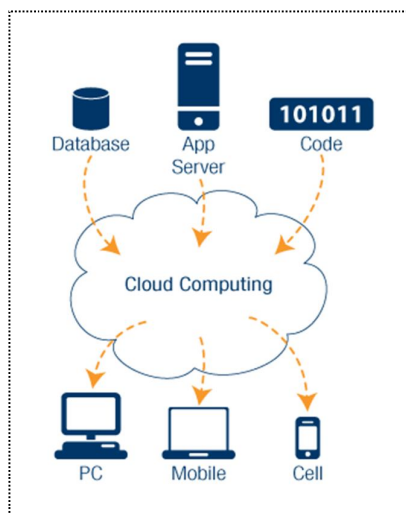 101011
Database
App
Server
Code
Cloud Computing
PC
Mobile
Cell